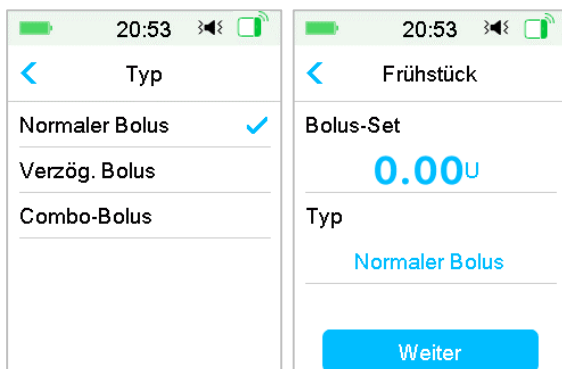 20:53
Typ
Normaler Bolus
Verzög. Bolus
Combo-Bolus
20:53
Frühstück
Bolus-Set
0.00U
Typ
Normaler Bolus
Weiter